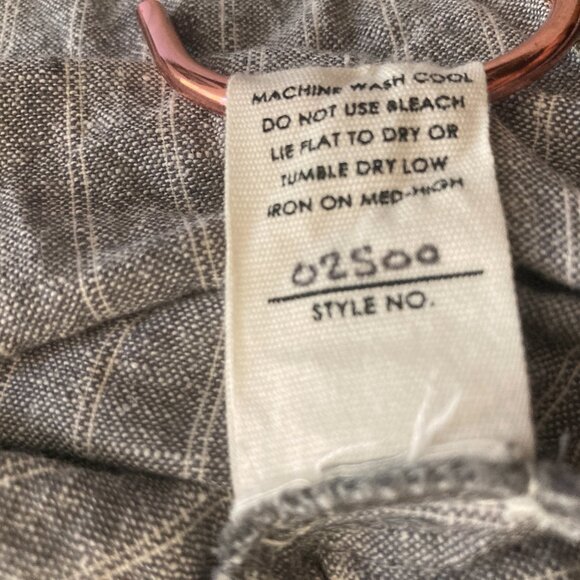 MACHINE WASH COOL
DO NOT USE BLEACH
LIE FLAT TO DRY OR
TUMBLE DRY LOW
IRON ON MED-HIGH
02500
STYLE NO.